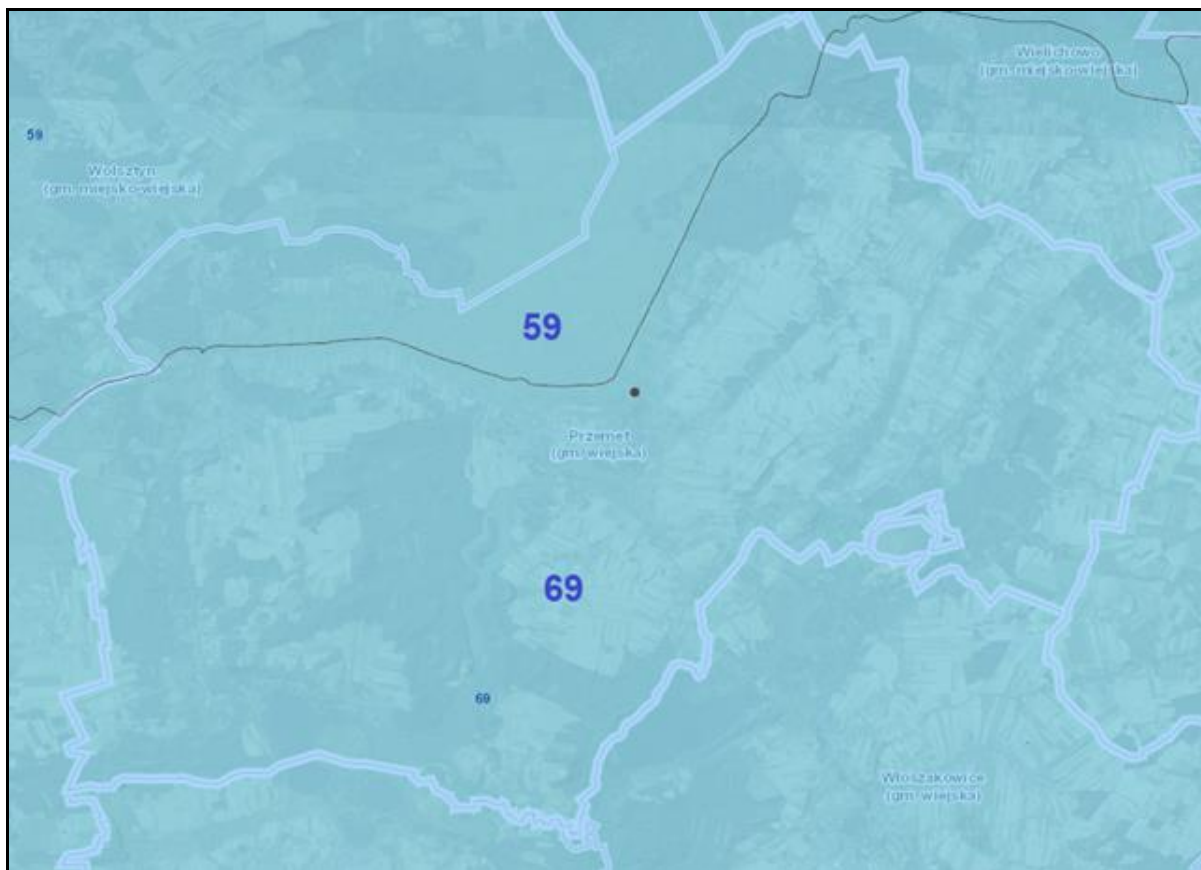 Wielichowo
(gm. miejsko-wiejska)
59
Wolsztyn
(gm. miejsko-wiejska)
59
Przemęt
(gm. wiejska)
69
69
Włoszakowice
(gm. wiejska)